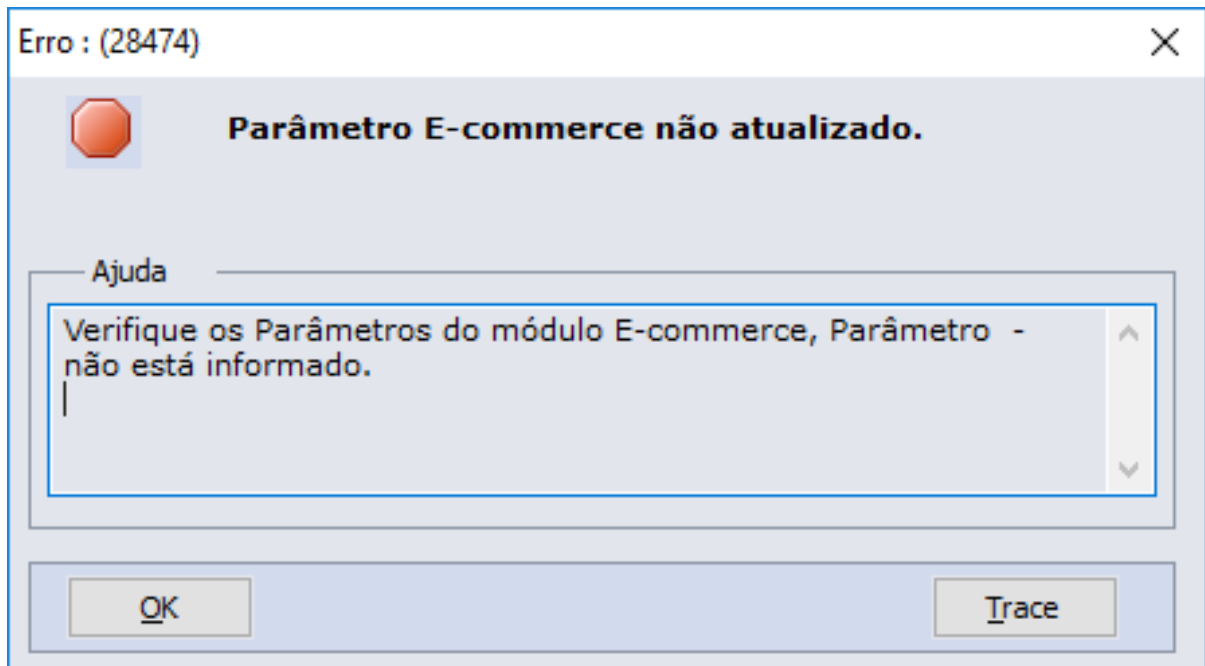 Erro : (28474)
Parâmetro E-commerce não atualizado.
Ajuda
Verifique os Parâmetros do módulo E-commerce, Parâmetro  -
não está informado.
OK
Trace